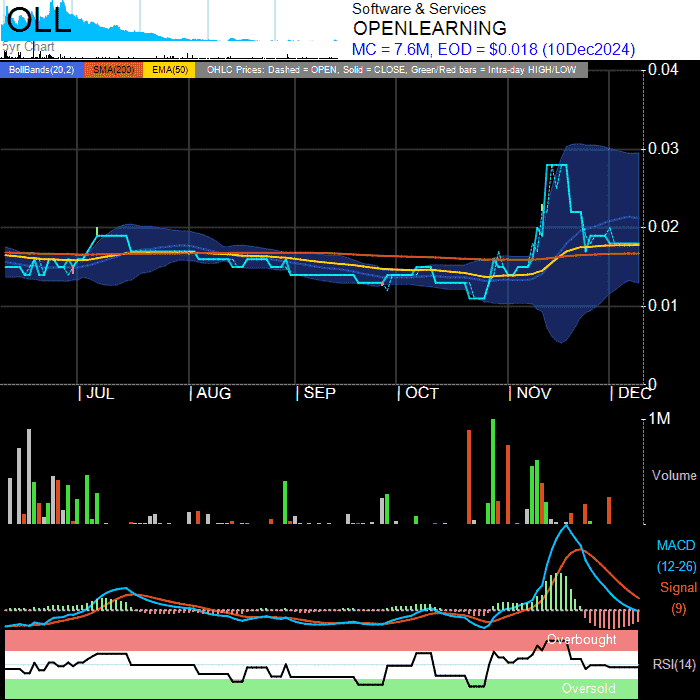 OLL
5yr Chart
Software & Services
OPENLEARNING
MC = 7.6M, EOD = $0.018 (10Dec2024)
BollBands(20,2) SMA(200) EMA(50) OHLC Prices: Dashed = OPEN, Solid = CLOSE, Green/Red bars = Intra-day HIGH/LOW
0.04
0.03
0.02
0.01
0
| JUL | AUG | SEP | OCT | NOV | DEC
1M
Volume
MACD
(12-26)
Signal
(9)
Overbought
RSI(14)
Oversold